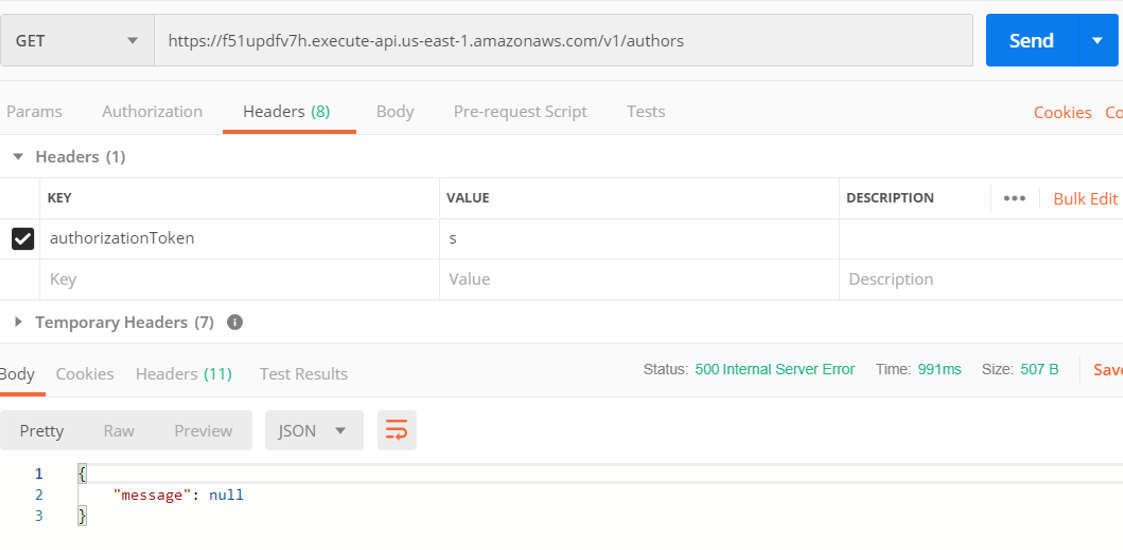 GET https://f51updfv7h.execute-api.us-east-1.amazonaws.com/v1/authors Send
Params Authorization Headers (8) Body Pre-request Script Tests Cookies Co
Headers (1)
KEY VALUE DESCRIPTION ••• Bulk Edit
authorizationToken s
Key Value Description
Temporary Headers (7) i
Body Cookies Headers (11) Test Results Status: 500 Internal Server Error Time: 991ms Size: 507 B Save
Pretty Raw Preview JSON
1 {
2 "message": null
3 }